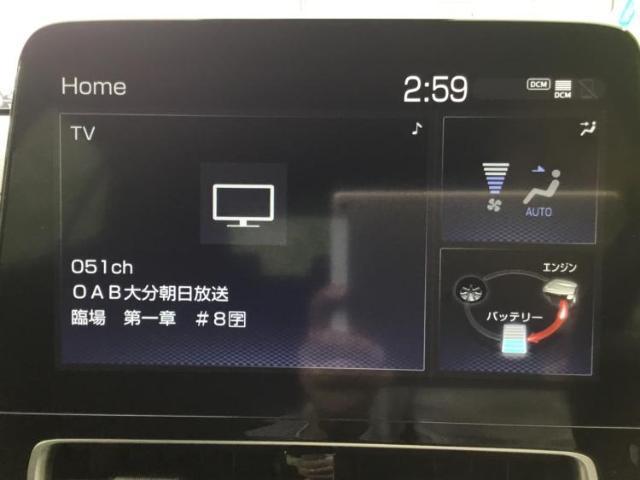 Home
2:59
DCM
DCM
TV
051ch
OAB大分朝日放送
臨場 第一章 #8🈑
AUTO
エンジン
バッテリー